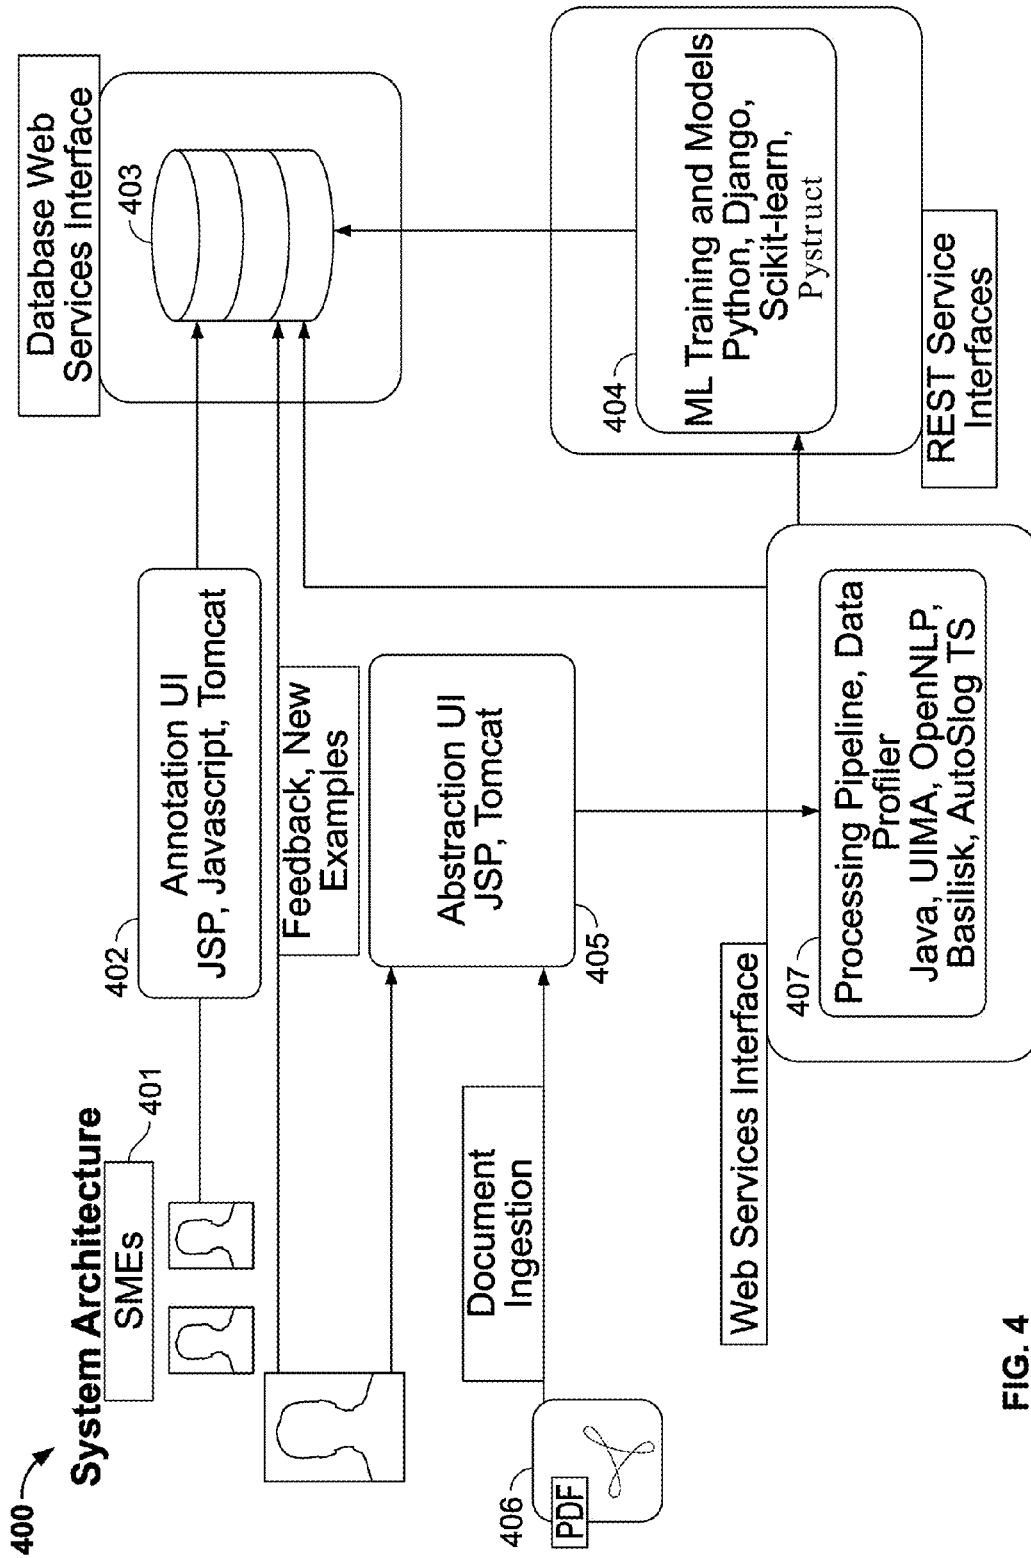 400
System Architecture
SMEs
401
402
Annotation UI
JSP, Javascript, Tomcat
Database Web
Services Interface
403
Feedback, New
Examples
Abstraction UI
JSP, Tomcat
405
Document
Ingestion
406
PDF
Web Services Interface
407
Processing Pipeline, Data
Profiler
Java, UIMA, OpenNLP,
Basilisk, AutoSlog TS
404
ML Training and Models
Python, Django,
Scikit-learn,
Pystruct
REST Service
Interfaces
FIG. 4